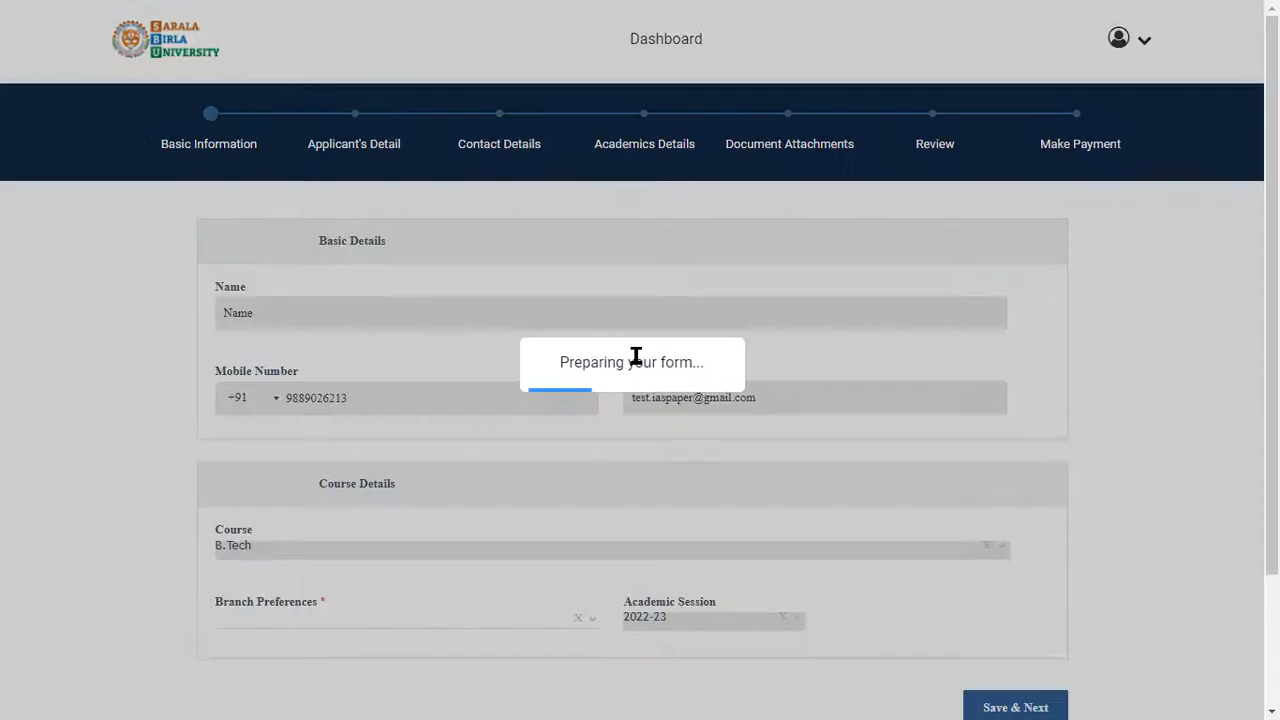 SARALA
BIRLA
UNIVERSITY
Dashboard
Basic Information
Applicant's Detail
Contact Details
Academics Details
Document Attachments
Review
Make Payment
Basic Details
Name
Name
Preparing your form...
Mobile Number
+91 9889026213
test.iaspaper@gmail.com
Course Details
Course
B.Tech
X
Branch Preferences *
X
Academic Session
2022-23
X
Save & Next